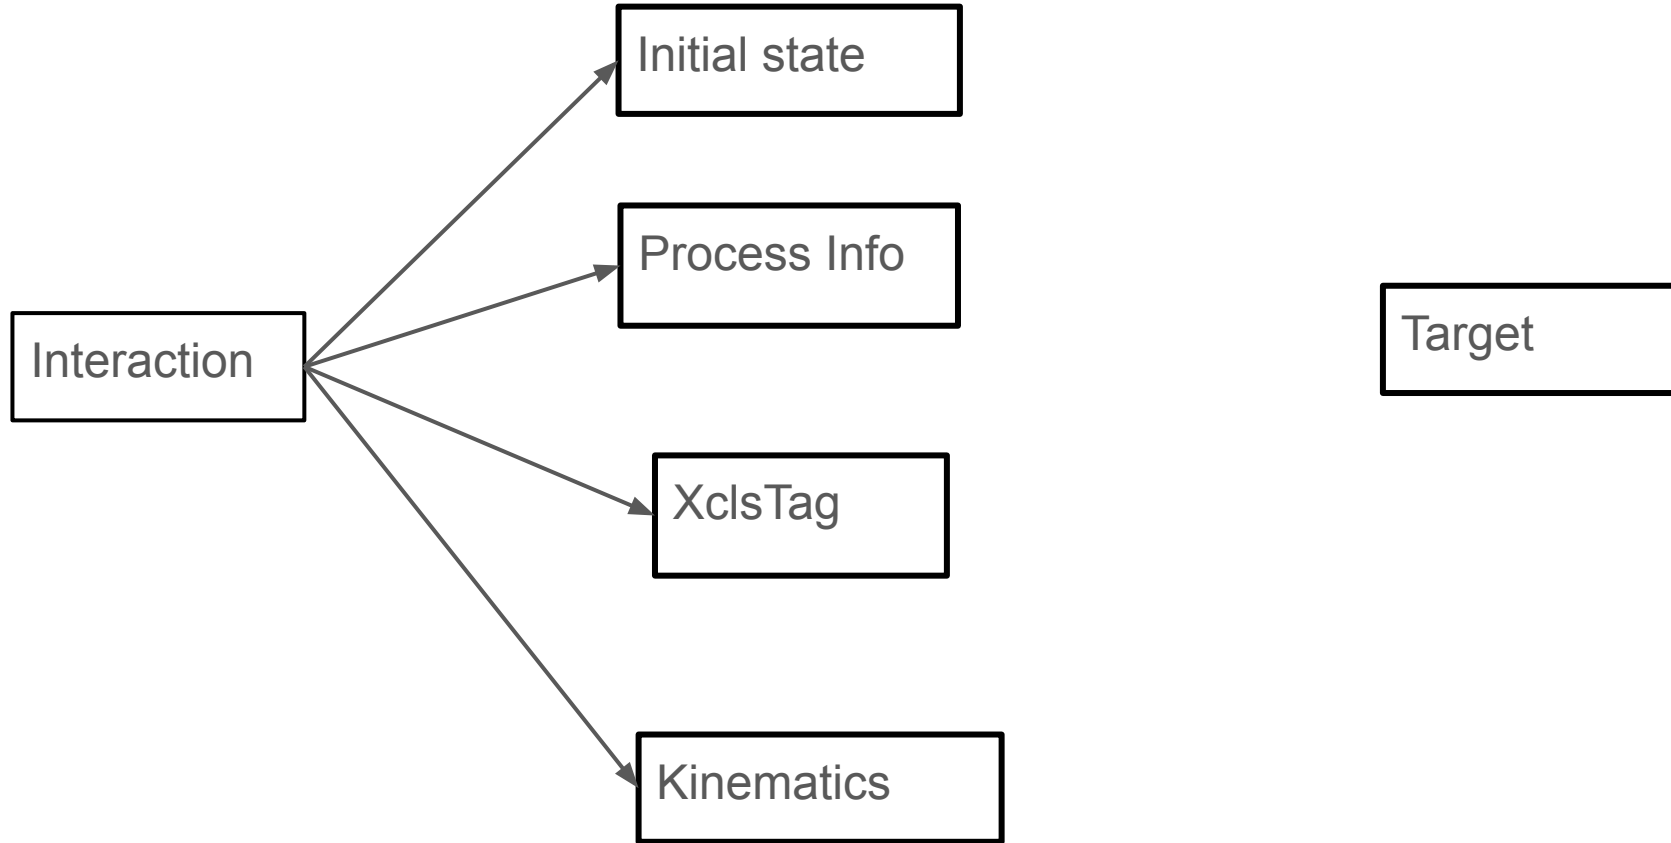 Initial state
Process Info
Interaction
Target
XclsTag
Kinematics